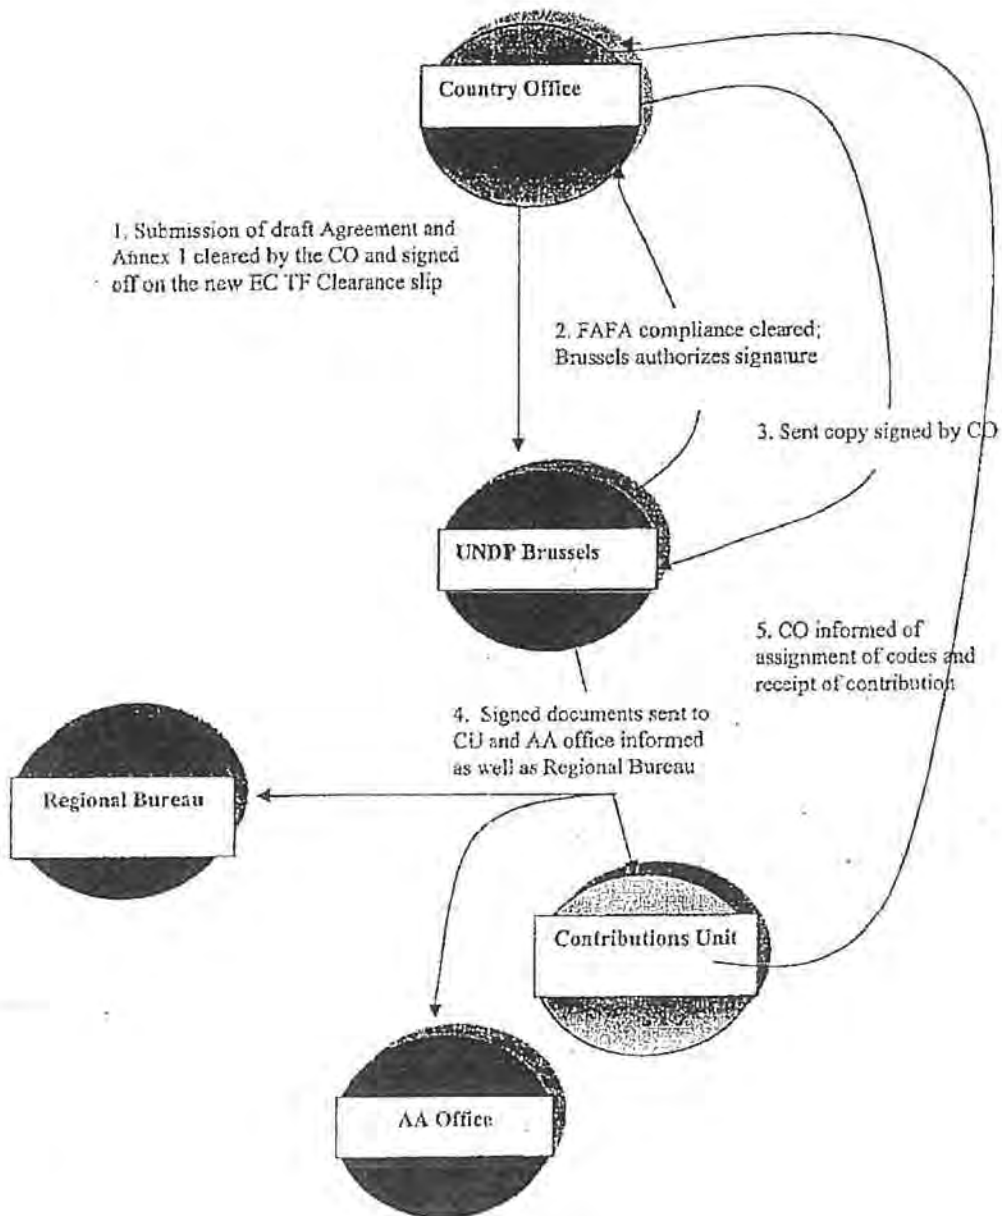 Country Office
1. Submission of draft Agreement and
Annex 1 cleared by the CO and signed
off on the new EC TF Clearance slip
2. FAFA compliance cleared;
Brussels authorizes signature
3. Sent copy signed by CO
UNDP Brussels
5. CO informed of
assignment of codes and
receipt of contribution
4. Signed documents sent to
CU and AA office informed
as well as Regional Bureau
Regional Bureau
Contributions Unit
AA Office